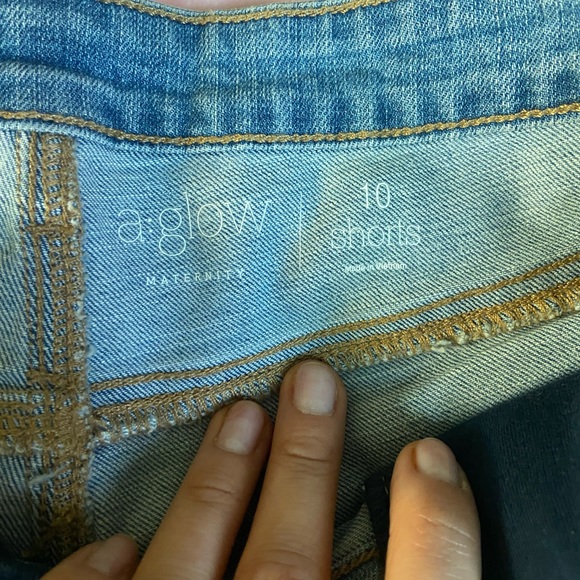 a:glow
MATERNITY
10
shorts
Made in Vietnam